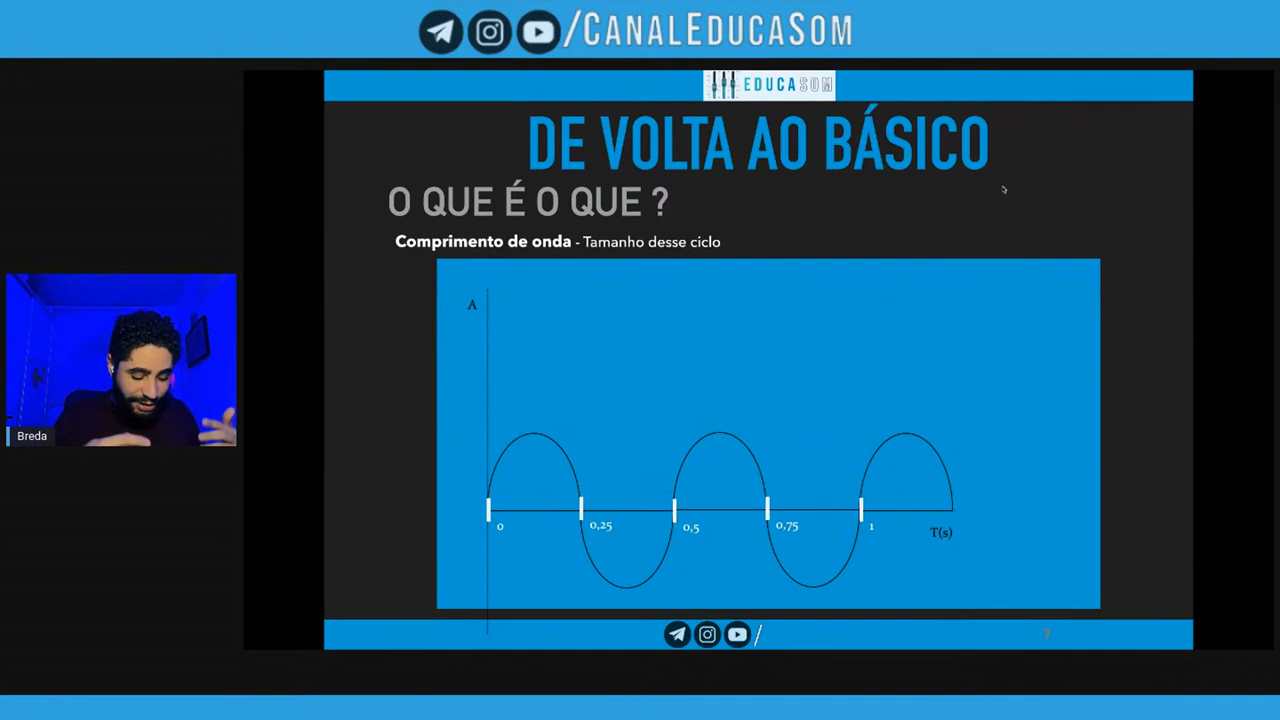 /CANALEDUCASOM
EDUCASOM
DE VOLTA AO BÁSICO
O QUE É O QUE ?
Comprimento de onda - Tamanho desse ciclo
A
0
0,25
0,5
0,75
1
T(s)
Breda
/
7